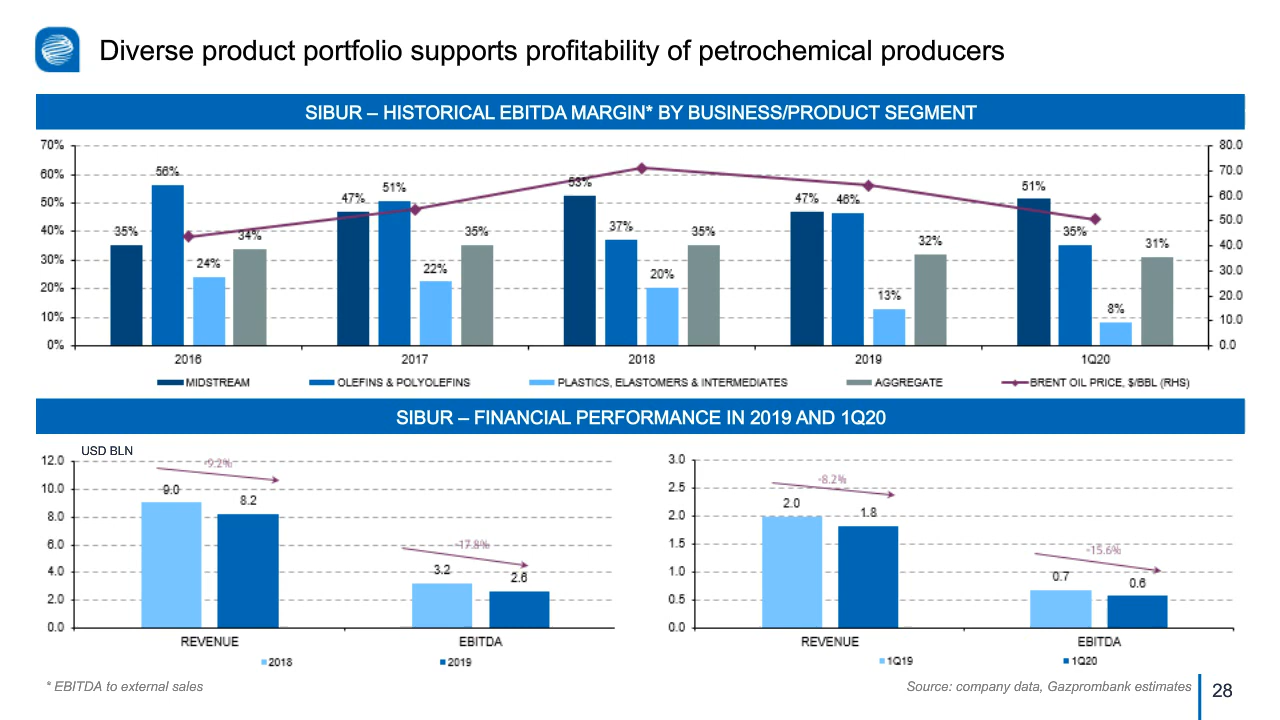 Diverse product portfolio supports profitability of petrochemical producers
SIBUR – HISTORICAL EBITDA MARGIN* BY BUSINESS/PRODUCT SEGMENT
70%
60%
50%
40%
30%
20%
10%
0%
80.0
70.0
60.0
50.0
40.0
30.0
20.0
10.0
0.0
35% 56% 24% 34%
47% 51% 22% 35%
53% 37% 20% 35%
47% 46% 13% 32%
51% 35% 8% 31%
2016 2017 2018 2019 1Q20
MIDSTREAM OLEFINS & POLYOLEFINS PLASTICS, ELASTOMERS & INTERMEDIATES AGGREGATE BRENT OIL PRICE, $/BBL (RHS)
SIBUR – FINANCIAL PERFORMANCE IN 2019 AND 1Q20
USD BLN
12.0
10.0
8.0
6.0
4.0
2.0
0.0
-9.2%
9.0 8.2
-17.8%
3.2 2.6
REVENUE EBITDA
2018 2019
3.0
2.5
2.0
1.5
1.0
0.5
0.0
-8.2%
2.0 1.8
-15.6%
0.7 0.6
REVENUE EBITDA
1Q19 1Q20
* EBITDA to external sales
Source: company data, Gazprombank estimates
28